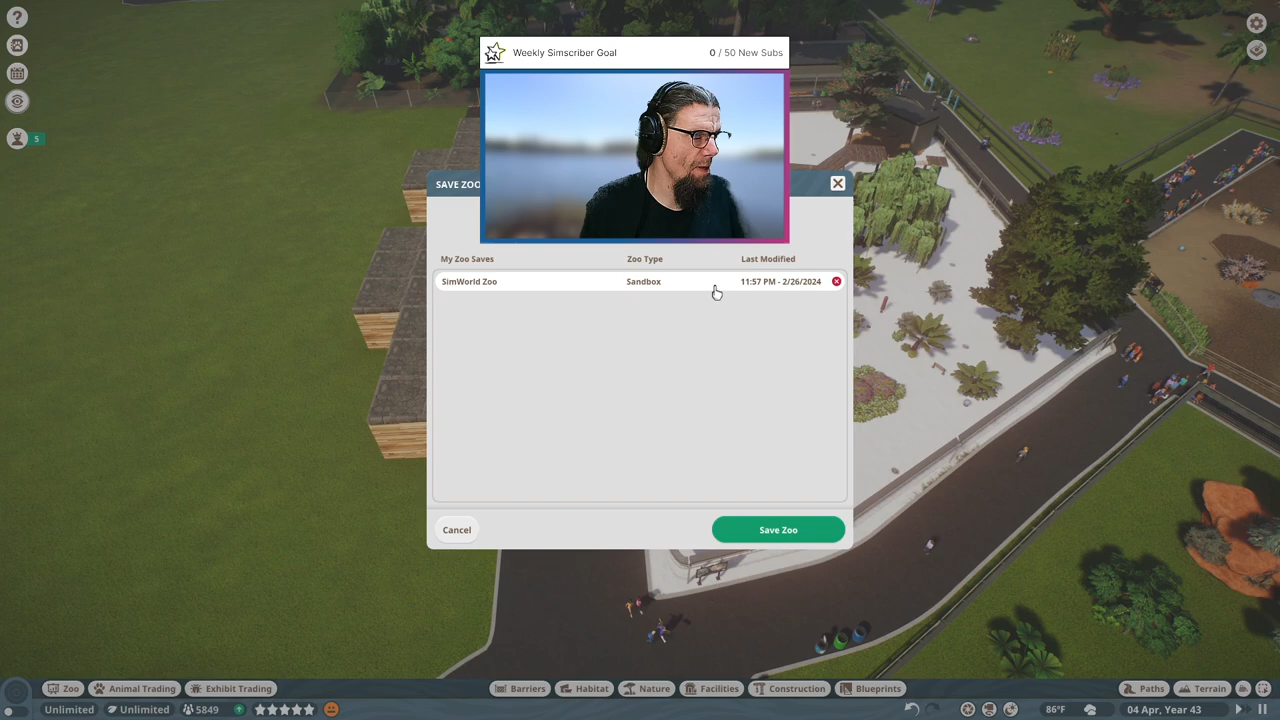 Weekly Simscriber Goal 0 / 50 New Subs
5
SAVE ZOO
My Zoo Saves Zoo Type Last Modified
SimWorld Zoo Sandbox 11:57 PM - 2/26/2024
Cancel Save Zoo
Zoo Animal Trading Exhibit Trading Barriers Habitat Nature Facilities Construction Blueprints Paths Terrain
Unlimited Unlimited 5849 86°F 04 Apr, Year 43